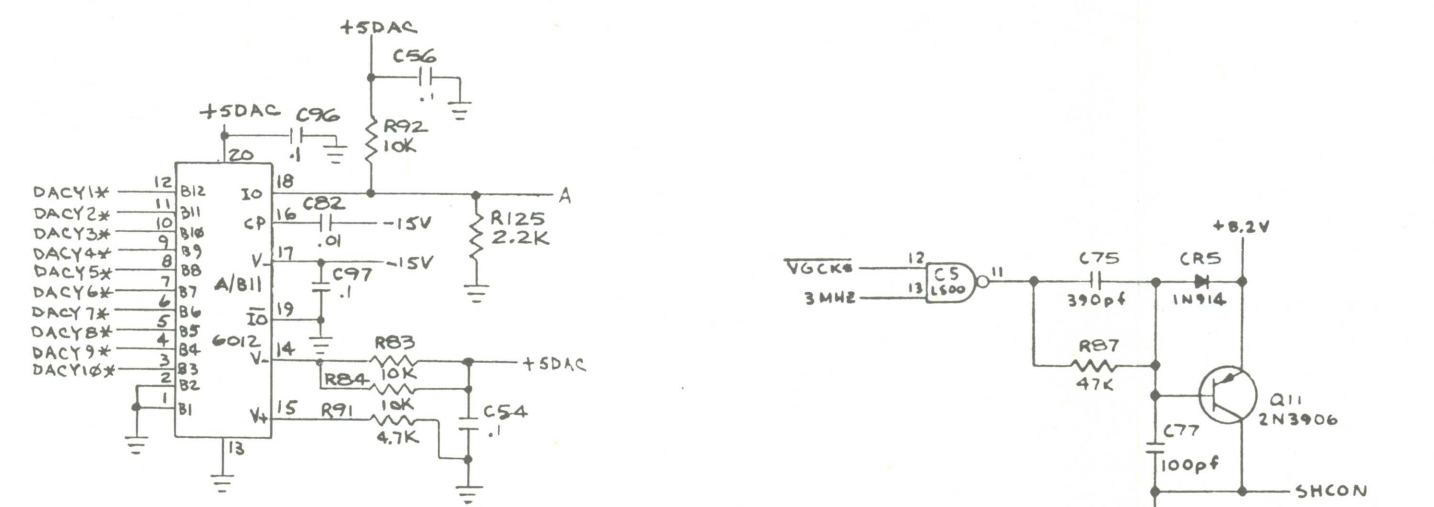 +5DAC
C56
.1
+5DAC
C96
.1
R92
10K
20
DACY1* 12 B12
DACY2* 11 B11
DACY3* 10 B10
DACY4* 9 B9
DACY5* 8 B8
DACY6* 7 B7
DACY7* 6 B6
DACY8* 5 B5
DACY9* 4 B4
DACY10* 3 B3
2 B2
1 B1
IO 18
A
CP 16
C82
.01
-15V
R125
2.2K
V- 17
-15V
A/B11
C97
.1
IO 19
6012
V- 14
R83
10K
+5DAC
R84
10K
C54
.1
V+ 15
R91
4.7K
13
VGCK* 12
3MHZ 13
C5
LS00
11
C75
390pf
CR5
1N914
+8.2V
R87
47K
Q11
2N3906
C77
100pf
SHCON